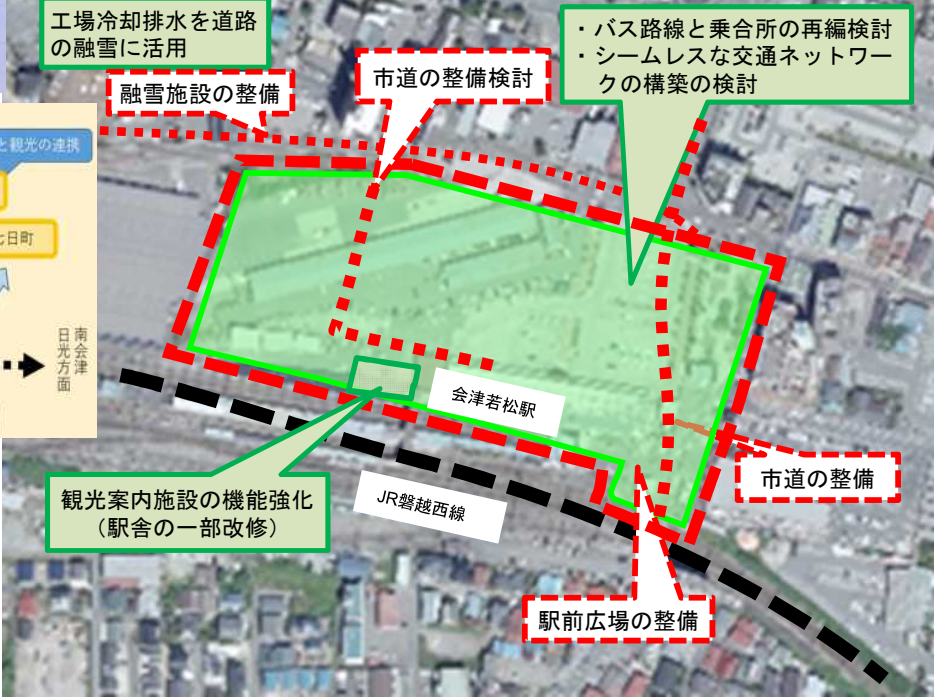 工場冷却排水を道路
の融雪に活用
融雪施設の整備
市道の整備検討
・バス路線と乗合所の再編検討
・シームレスな交通ネットワー
クの構築の検討
と観光の連携
七日町
南会津
日光方面
会津若松駅
観光案内施設の機能強化
（駅舎の一部改修）
JR磐越西線
市道の整備
駅前広場の整備